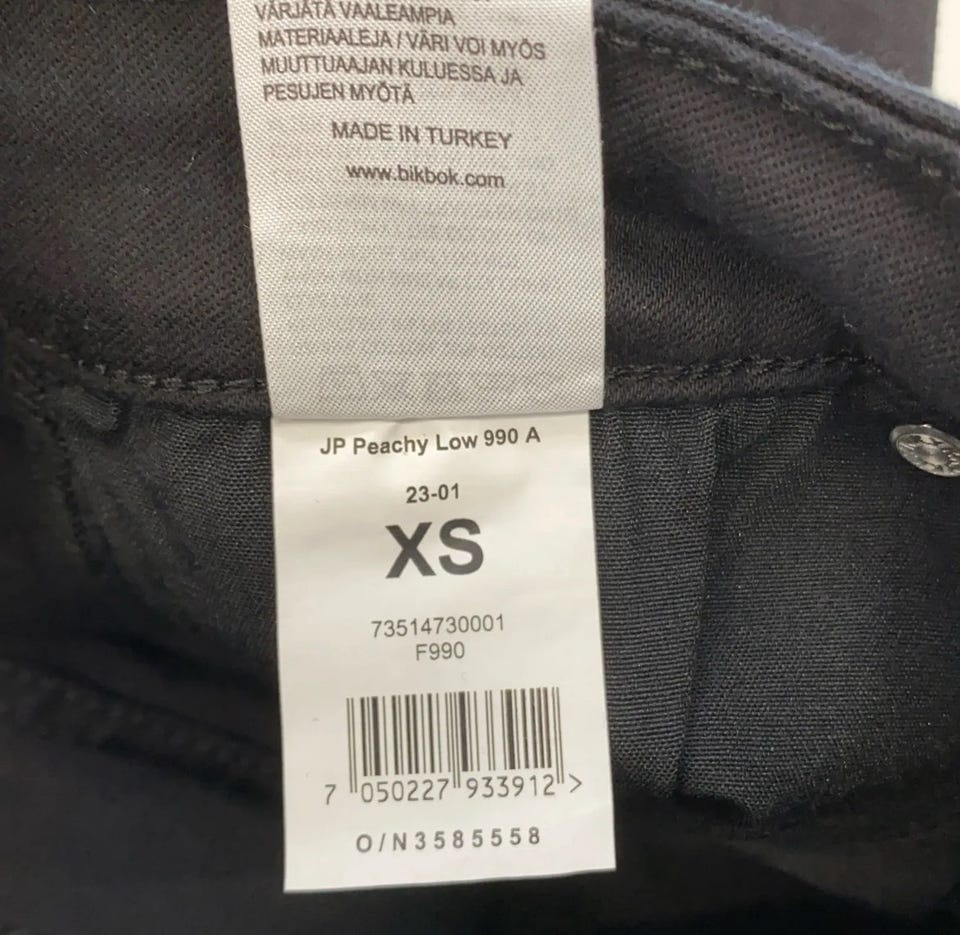 VÄRJÄTÄ VAALEAMPIA
MATERIAALEJA / VÄRI VOI MYÖS
MUUTTUAAJAN KULUESSA JA
PESUJEN MYÖTÄ
MADE IN TURKEY
www.bikbok.com
JP Peachy Low 990 A
23-01
XS
73514730001
F990
7 050227 933912 >
O/N3585558